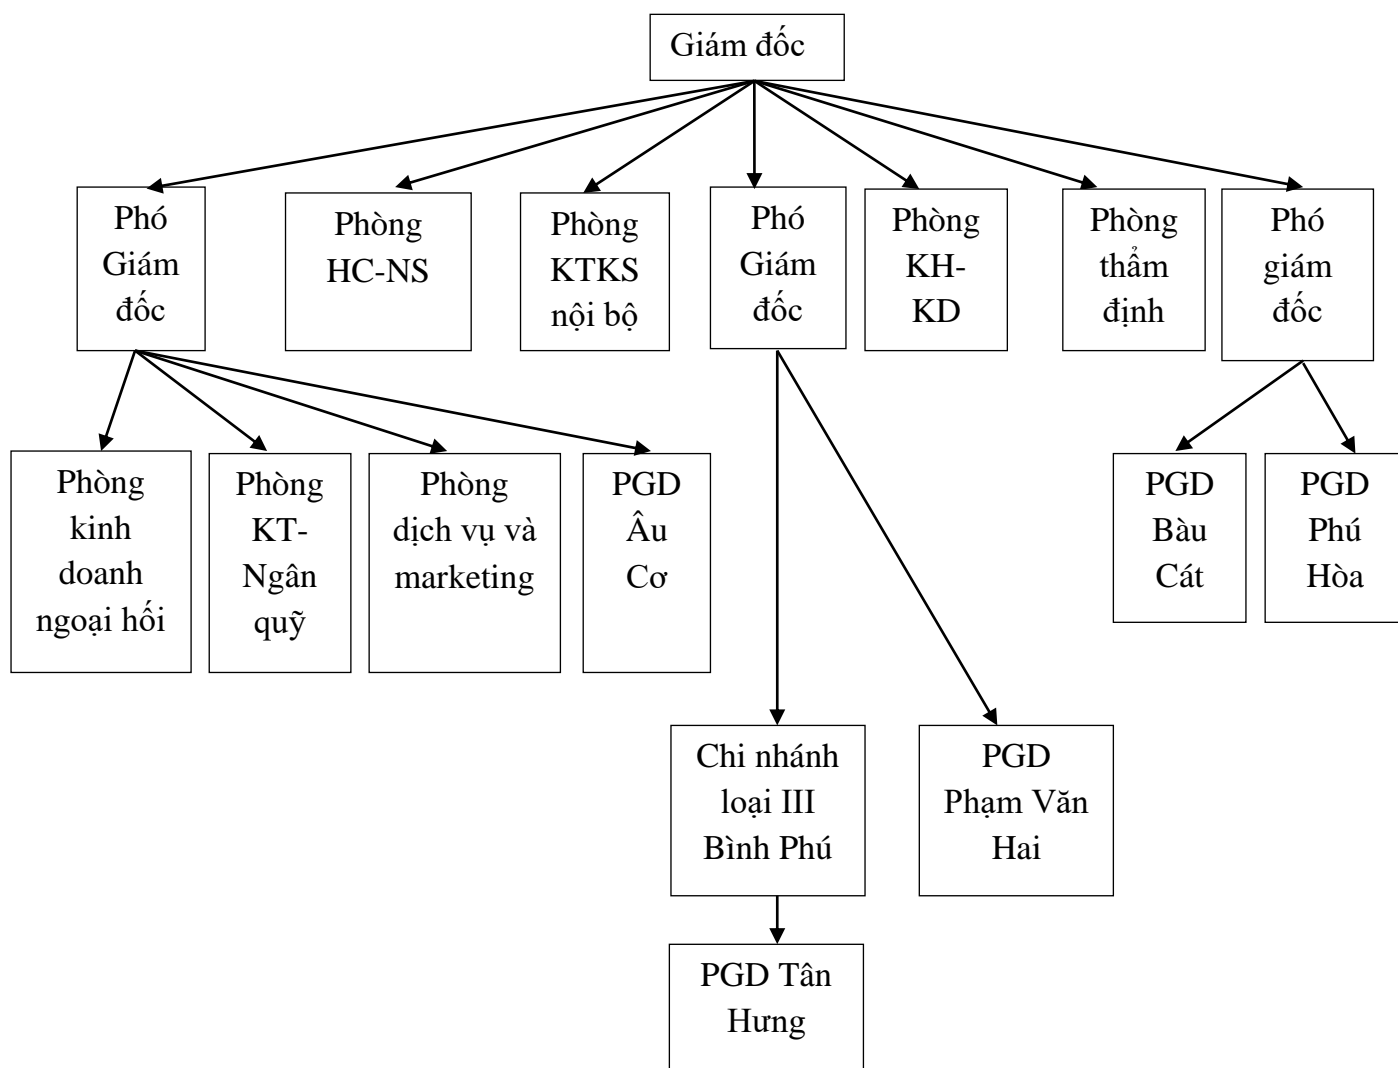 Giám đốc
Phó
Giám
đốc
Phòng
HC-NS
Phòng
KTKS
nội bộ
Phó
Giám
đốc
Phòng
KH-
KD
Phòng
thẩm
định
Phó
giám
đốc
Phòng
kinh
doanh
ngoại hối
Phòng
KT-
Ngân
quỹ
Phòng
dịch vụ và
marketing
PGD
Âu
Cơ
PGD
Bàu
Cát
PGD
Phú
Hòa
Chi nhánh
loại III
Bình Phú
PGD
Phạm Văn
Hai
PGD Tân
Hưng